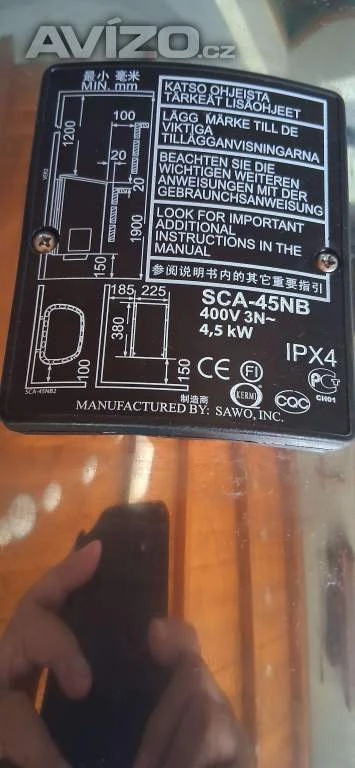 AVÍZO.cz
最小 毫米
MIN. mm
100
1200
20
20
1900
150
KATSO OHJEISTA
TÄRKEÄT LISÄOHJEET
LÄGG MÄRKE TILL DE
VIKTIGA
TILLÄGGANVISNINGARNA
BEACHTEN SIE DIE
WICHTIGEN WEITEREN
ANWEISUNGEN MIT DER
GEBRAUCHSANWEISUNG
LOOK FOR IMPORTANT
ADDITIONAL
INSTRUCTIONS IN THE
MANUAL
参阅说明书内的其它重要指引
185 225
380
100
150
SCA-45NB2
SCA-45NB
400V 3N~
4,5 kW
IPX4
CE FI KERMI CQC PCT
CH01
制造商
MANUFACTURED BY: SAWO, INC.